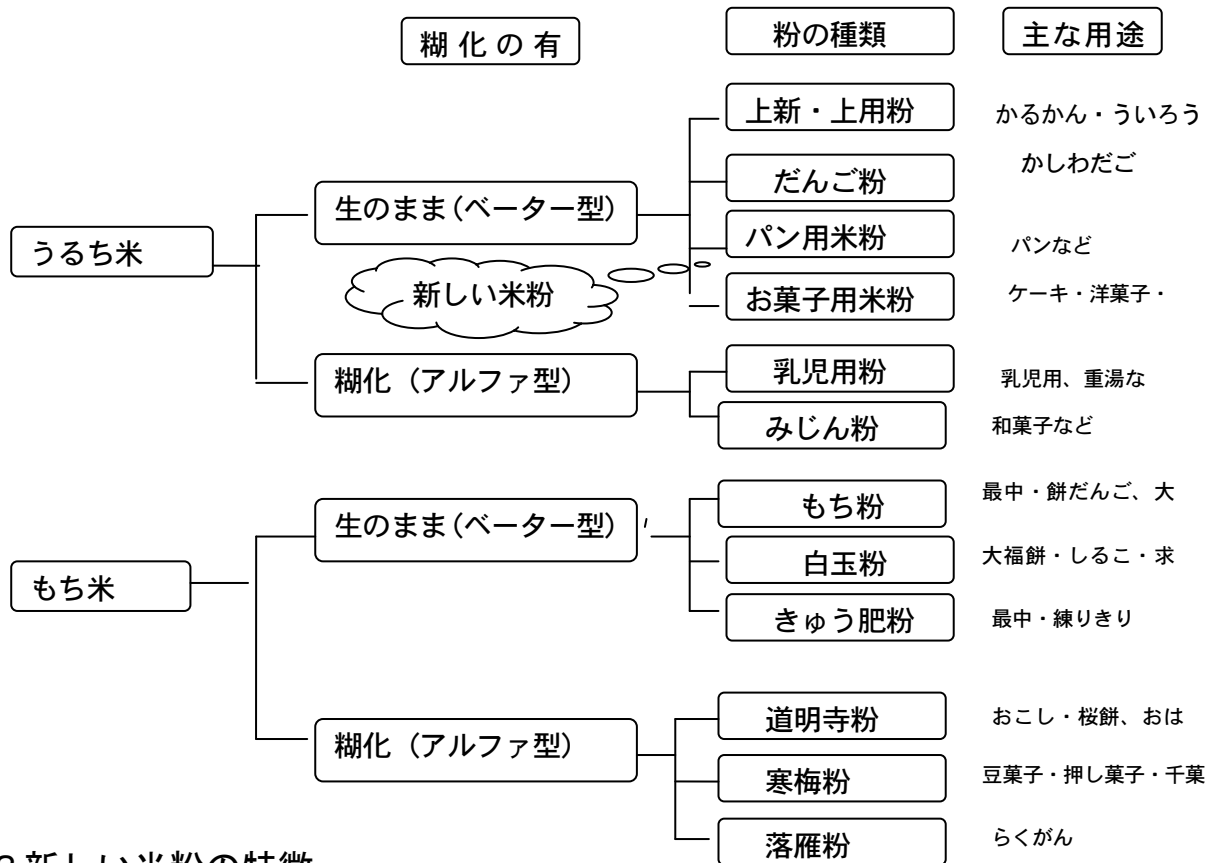 糊化の有
粉の種類
主な用途
うるち米
生のまま（ベーター型）
上新・上用粉
かるかん・ういろう
だんご粉
かしわだご
パン用米粉
パンなど
お菓子用米粉
ケーキ・洋菓子・
新しい米粉
糊化（アルファ型）
乳児用粉
乳児用、重湯な
みじん粉
和菓子など
もち米
生のまま（ベーター型）
もち粉
最中・餅だんご、大
白玉粉
大福餅・しるこ・求
きゅう肥粉
最中・練りきり
糊化（アルファ型）
道明寺粉
おこし・桜餅、おは
寒梅粉
豆菓子・押し菓子・千菓
落雁粉
らくがん
新しい米粉の特徴